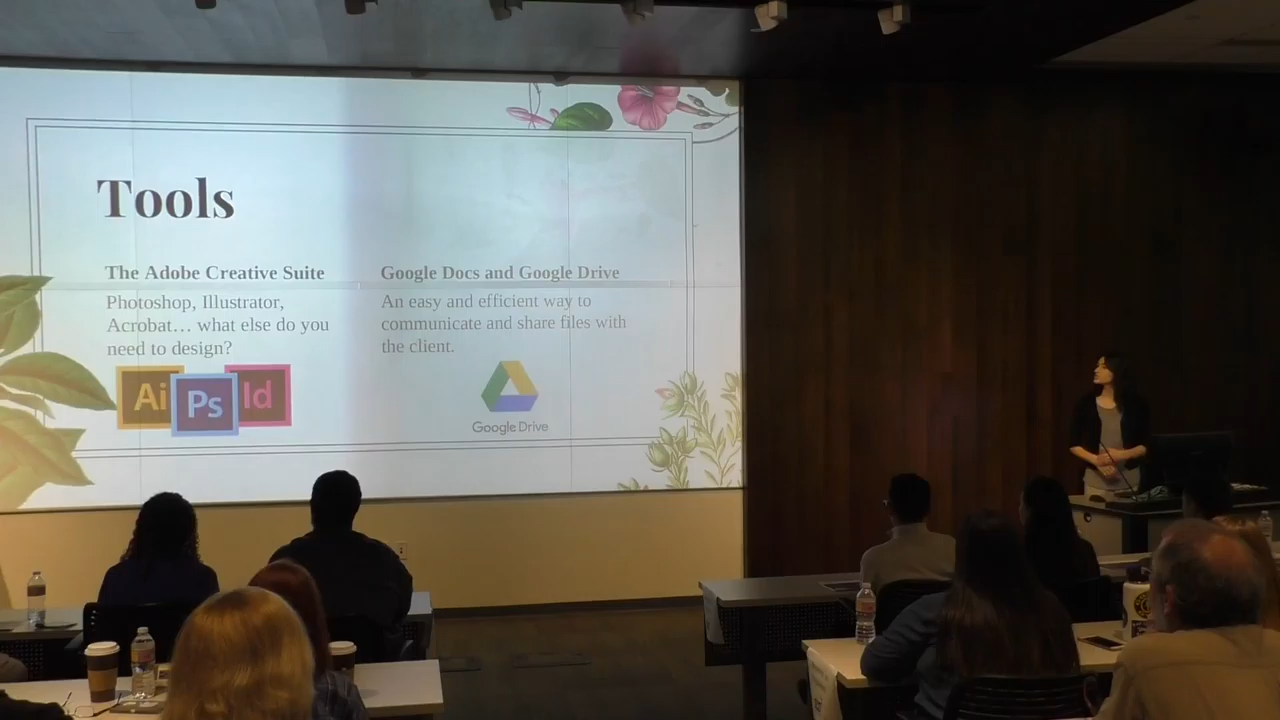 Tools
The Adobe Creative Suite
Photoshop, Illustrator,
Acrobat... what else do you
need to design?
Ai Ps Id
Google Docs and Google Drive
An easy and efficient way to
communicate and share files with
the client.
Google Drive